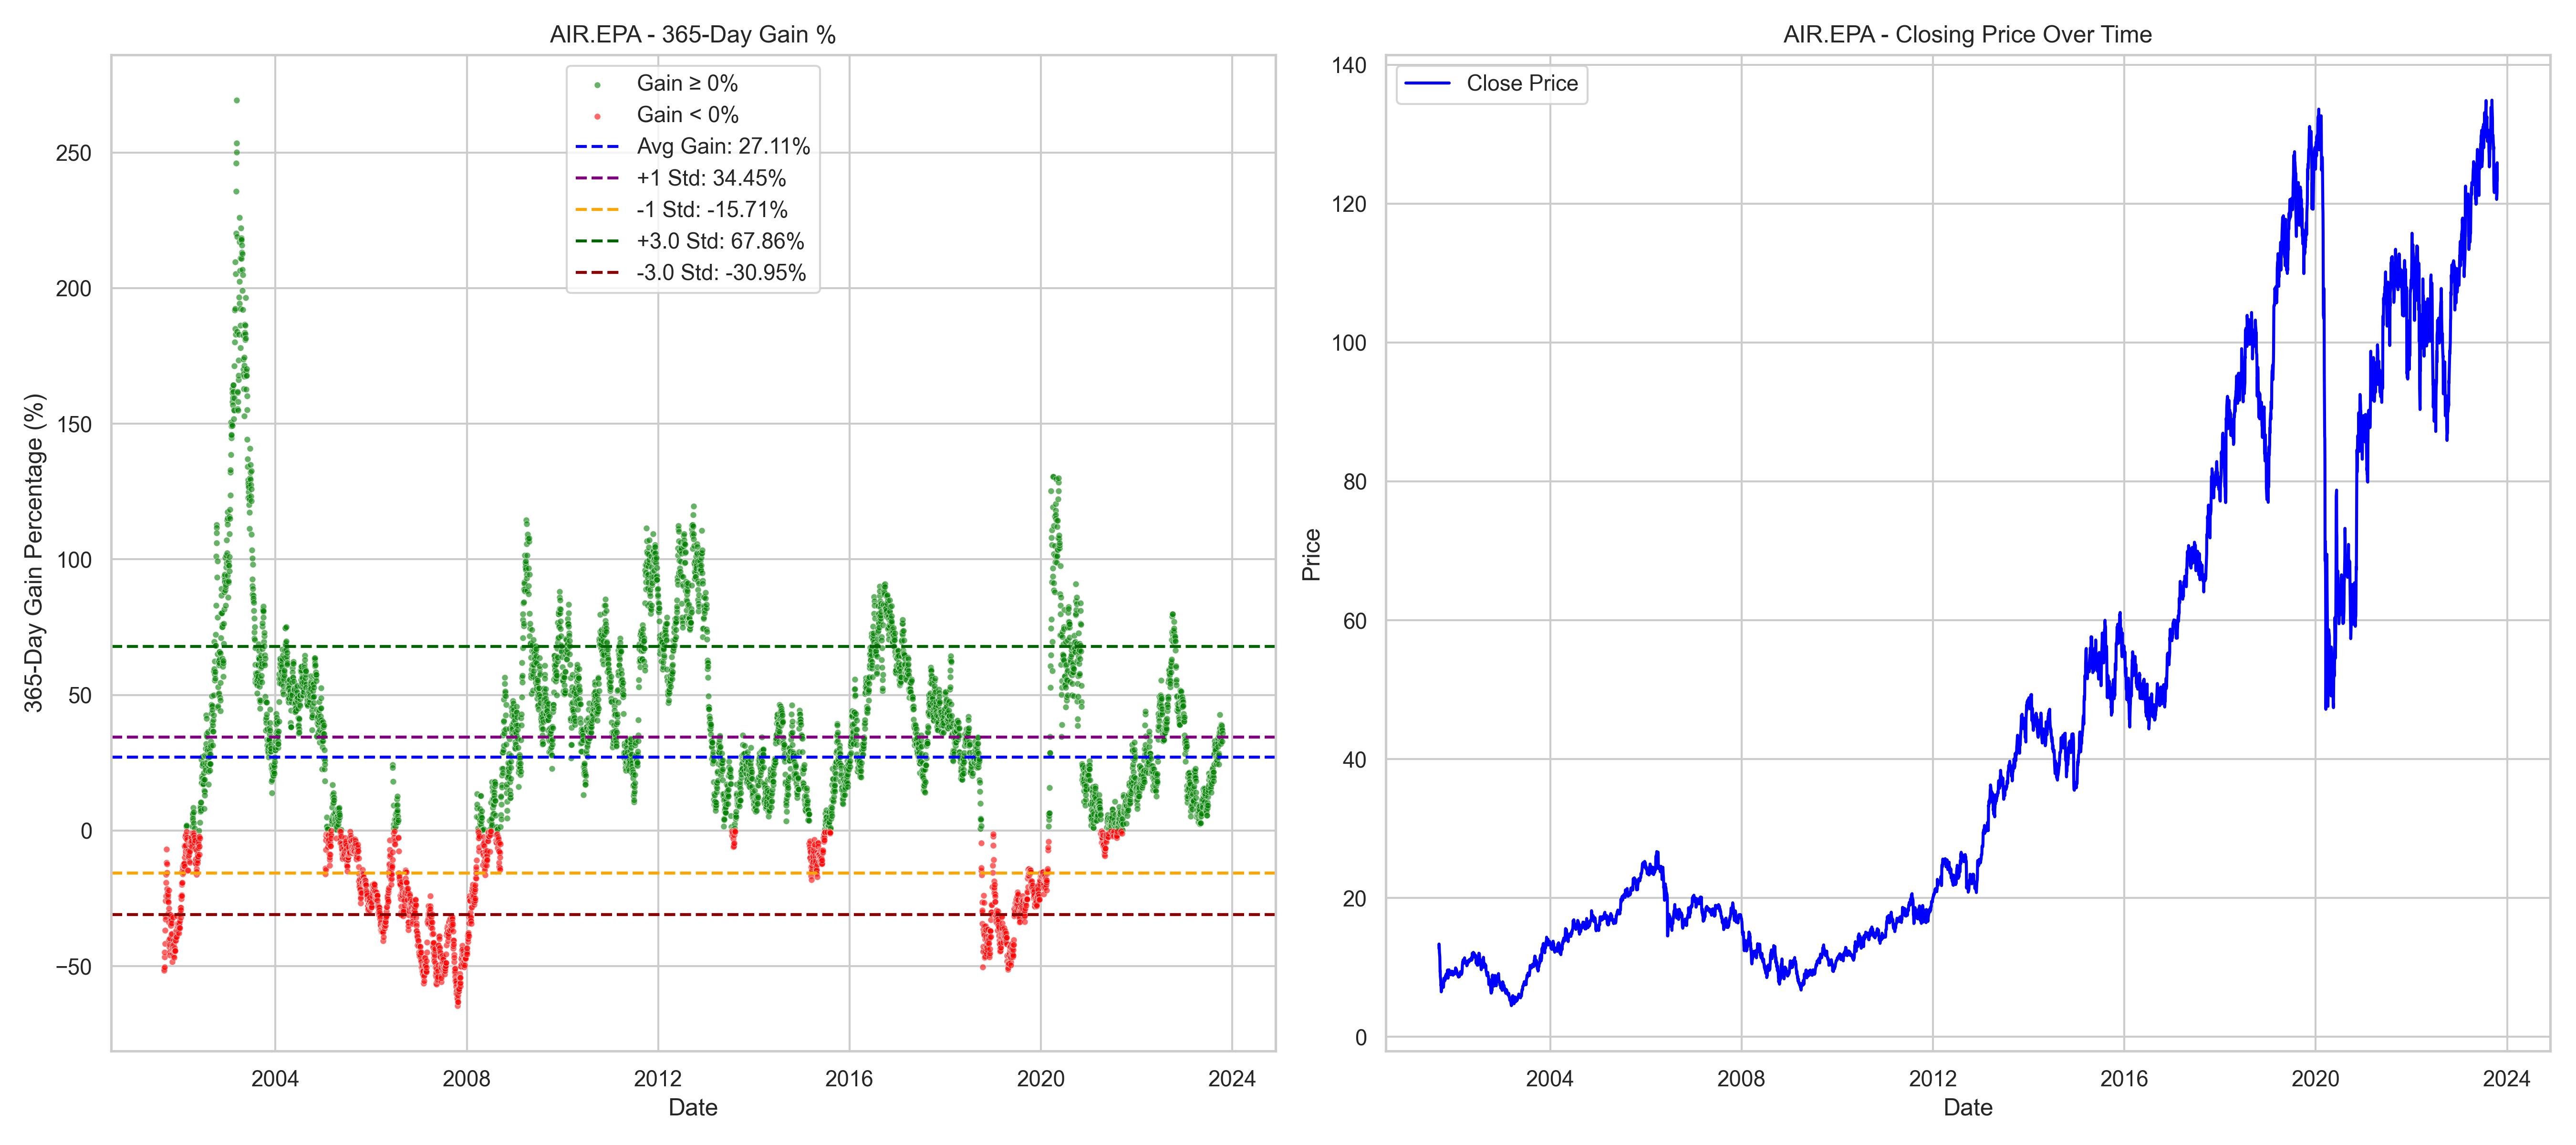 AIR.EPA - 365-Day Gain %
365-Day Gain Percentage (%)
250
200
150
100
50
0
−50
Gain ≥ 0%
Gain < 0%
Avg Gain: 27.11%
+1 Std: 34.45%
-1 Std: -15.71%
+3.0 Std: 67.86%
-3.0 Std: -30.95%
2004 2008 2012 2016 2020 2024
Date
AIR.EPA - Closing Price Over Time
Price
140
120
100
80
60
40
20
0
Close Price
2004 2008 2012 2016 2020 2024
Date